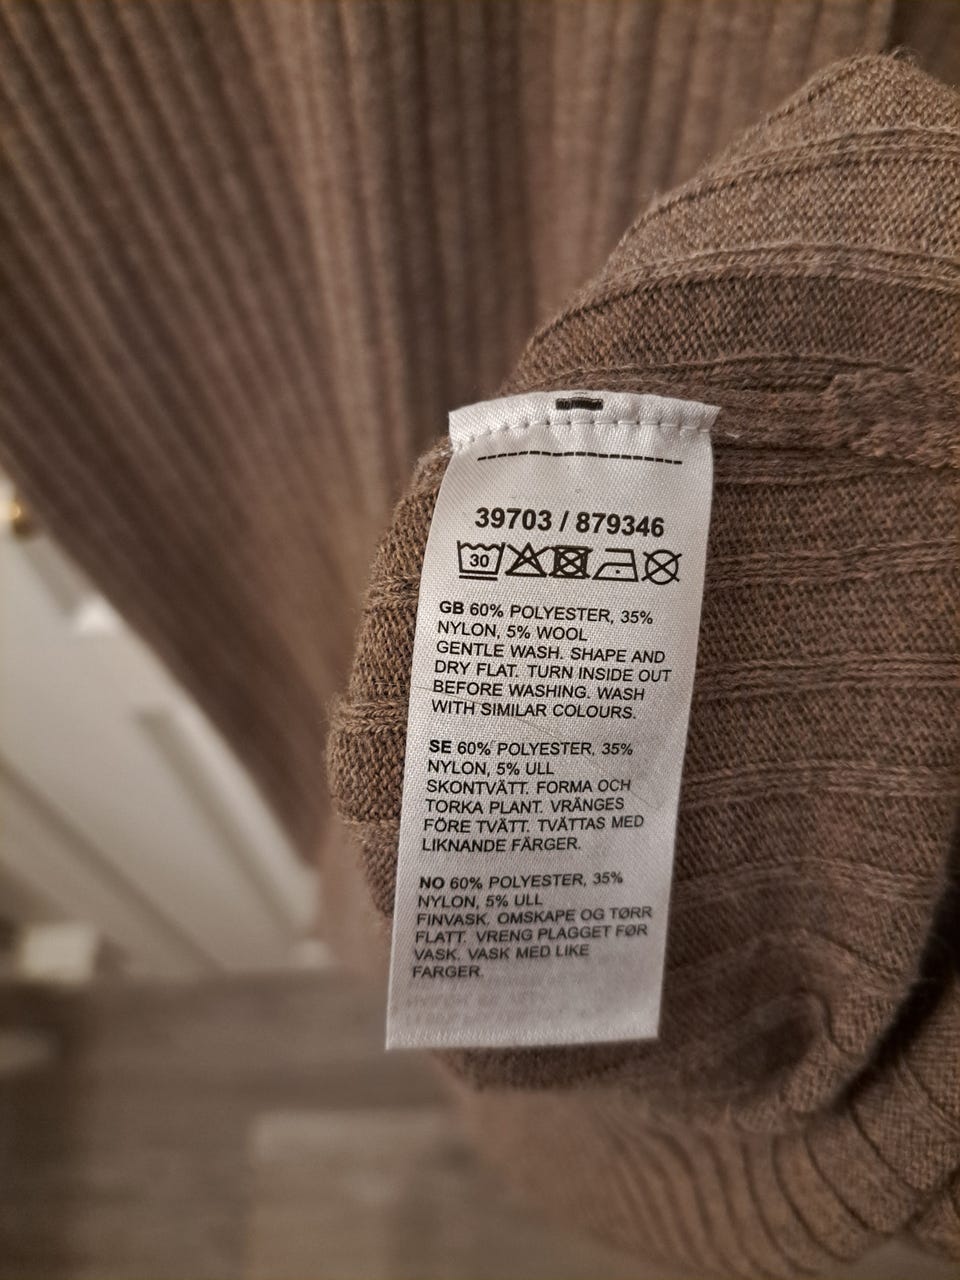 39703 / 879346
30
GB 60% POLYESTER, 35%
NYLON, 5% WOOL
GENTLE WASH. SHAPE AND
DRY FLAT. TURN INSIDE OUT
BEFORE WASHING. WASH
WITH SIMILAR COLOURS.
SE 60% POLYESTER, 35%
NYLON, 5% ULL
SKONTVÄTT. FORMA OCH
TORKA PLANT. VRÄNGES
FÖRE TVÄTT. TVÄTTAS MED
LIKNANDE FÄRGER.
NO 60% POLYESTER, 35%
NYLON, 5% ULL
FINVASK. OMSKAPE OG TØRR
FLATT. VRENG PLAGGET FØR
VASK. VASK MED LIKE
FARGER.